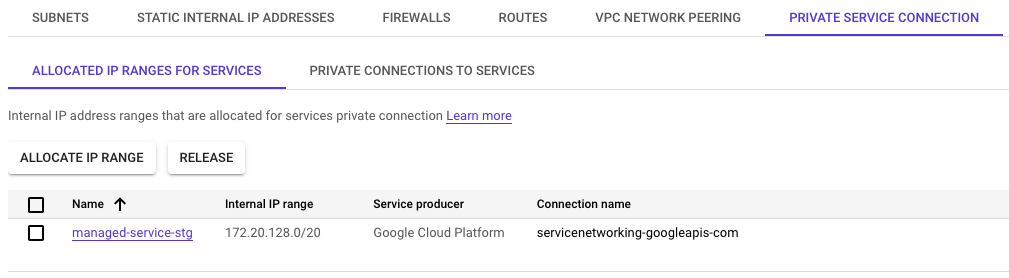 SUBNETS STATIC INTERNAL IP ADDRESSES FIREWALLS ROUTES VPC NETWORK PEERING PRIVATE SERVICE CONNECTION
ALLOCATED IP RANGES FOR SERVICES PRIVATE CONNECTIONS TO SERVICES
Internal IP address ranges that are allocated for services private connection Learn more
ALLOCATE IP RANGE RELEASE
Name Internal IP range Service producer Connection name
managed-service-stg 172.20.128.0/20 Google Cloud Platform servicenetworking-googleapis-com